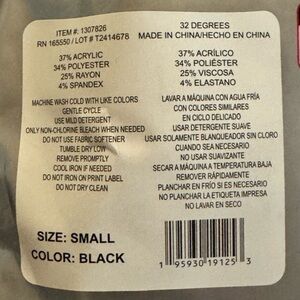 ITEM #: 1307826
RN 165550 / LOT # T2414678
37% ACRYLIC
34% POLYESTER
25% RAYON
4% SPANDEX
MACHINE WASH COLD WITH LIKE COLORS
GENTLE CYCLE
USE MILD DETERGENT
ONLY NON-CHLORINE BLEACH WHEN NEEDED
DO NOT USE FABRIC SOFTENER
TUMBLE DRY LOW
REMOVE PROMPTLY
COOL IRON IF NEEDED
DO NOT IRON ON PRINT LABEL
DO NOT DRY CLEAN
32 DEGREES
MADE IN CHINA/HECHO EN CHINA
37% ACRÍLICO
34% POLIÉSTER
25% VISCOSA
4% ELASTANO
LAVAR A MÁQUINA CON AGUA FRÍA
CON COLORES SIMILARES
EN CICLO DELICADO
USAR DETERGENTE SUAVE
USAR SOLAMENTE BLANQUEADOR SIN CLORO
CUANDO SEA NECESARIO
NO USAR SUAVIZANTE
SECAR A MÁQUINA A TEMPERATURA BAJA
REMOVER RÁPIDAMENTE
PLANCHAR EN FRÍO SI ES NECESARIO
NO PLANCHAR LA ETIQUETA IMPRESA
NO LAVAR EN SECO
SIZE: SMALL
COLOR: BLACK
1 95930 19125 3